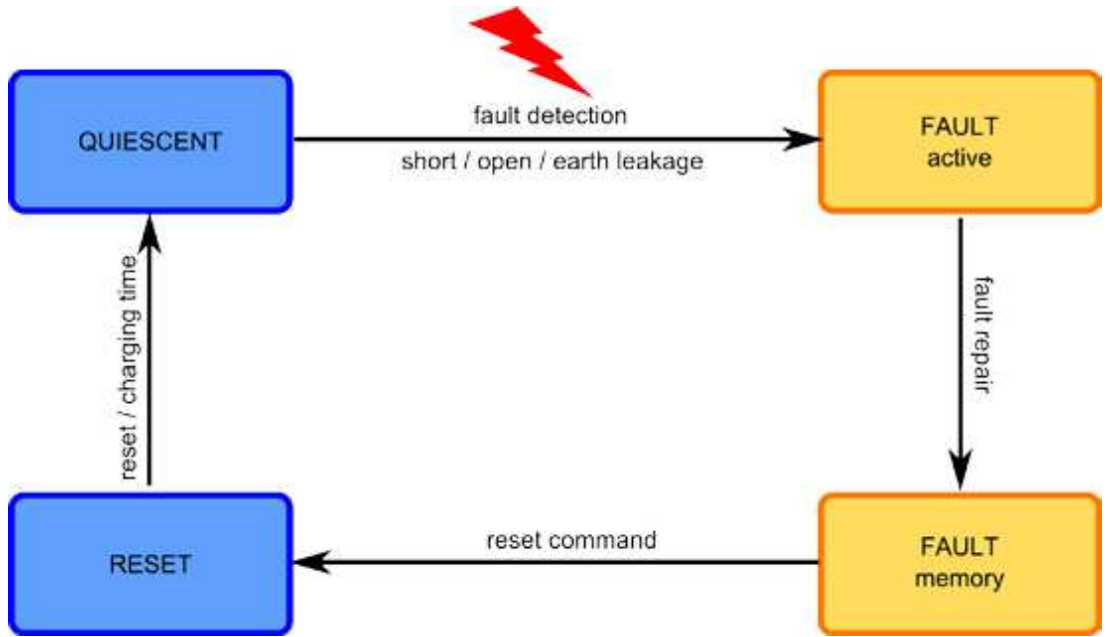 fault detection
QUIESCENT
FAULT
active
short / open / earth leakage
reset / charging time
fault repair
reset command
RESET
FAULT
memory